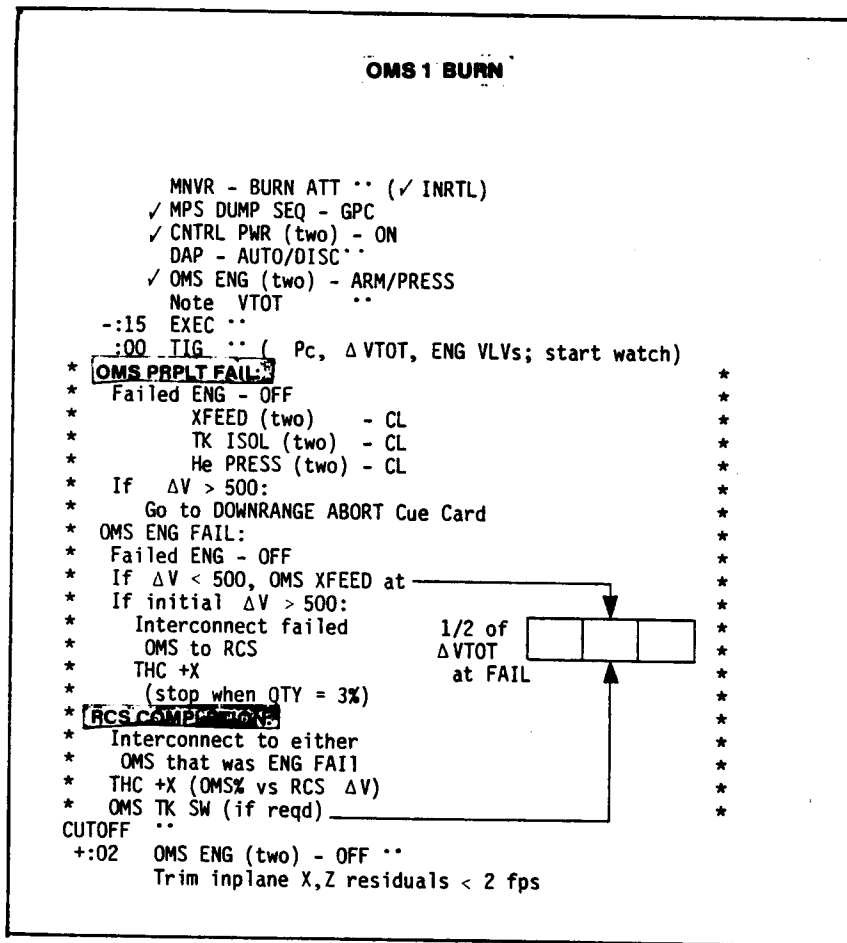 OMS 1 BURN
MNVR - BURN ATT ·· (✓ INRTL)
✓ MPS DUMP SEQ - GPC
✓ CNTRL PWR (two) - ON
DAP - AUTO/DISC ··
✓ OMS ENG (two) - ARM/PRESS
Note VTOT ··
-:15 EXEC ··
:00 TIG ·· ( Pc, Δ VTOT, ENG VLVs; start watch)
* OMS PRPLT FAIL: *
* Failed ENG - OFF *
* XFEED (two) - CL *
* TK ISOL (two) - CL *
* He PRESS (two) - CL *
* If ΔV > 500: *
* Go to DOWNRANGE ABORT Cue Card *
* OMS ENG FAIL: *
* Failed ENG - OFF *
* If ΔV < 500, OMS XFEED at *
* If initial ΔV > 500: *
* Interconnect failed 1/2 of *
* OMS to RCS Δ VTOT *
* THC +X at FAIL *
* (stop when QTY = 3%) *
* RCS COMPLETION: *
* Interconnect to either *
* OMS that was ENG FAIl *
* THC +X (OMS% vs RCS ΔV) *
* OMS TK SW (if reqd) *
CUTOFF ··
+:02 OMS ENG (two) - OFF ··
Trim inplane X,Z residuals < 2 fps